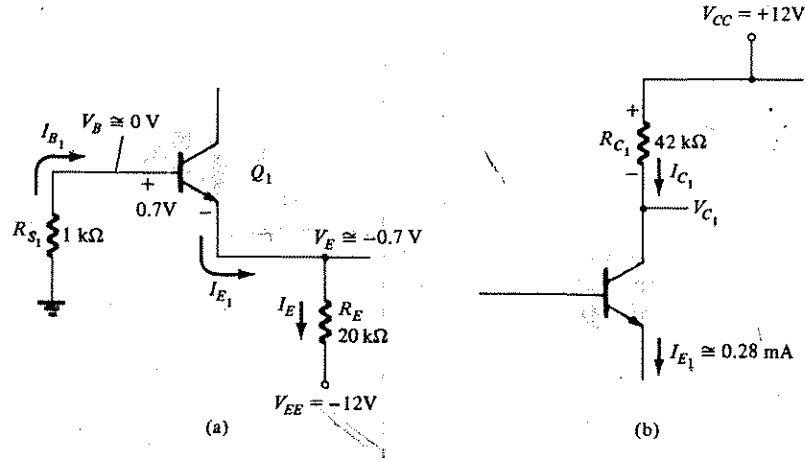 V_CC = +12V
V_B ≅ 0 V
I_B1
+
0.7V
−
Q_1
R_S1 1 kΩ
V_E ≅ −0.7 V
I_E1
I_E
R_E
20 kΩ
V_EE = −12V
(a)
+
R_C1 42 kΩ
−
I_C1
V_C1
I_E1 ≅ 0.28 mA
(b)